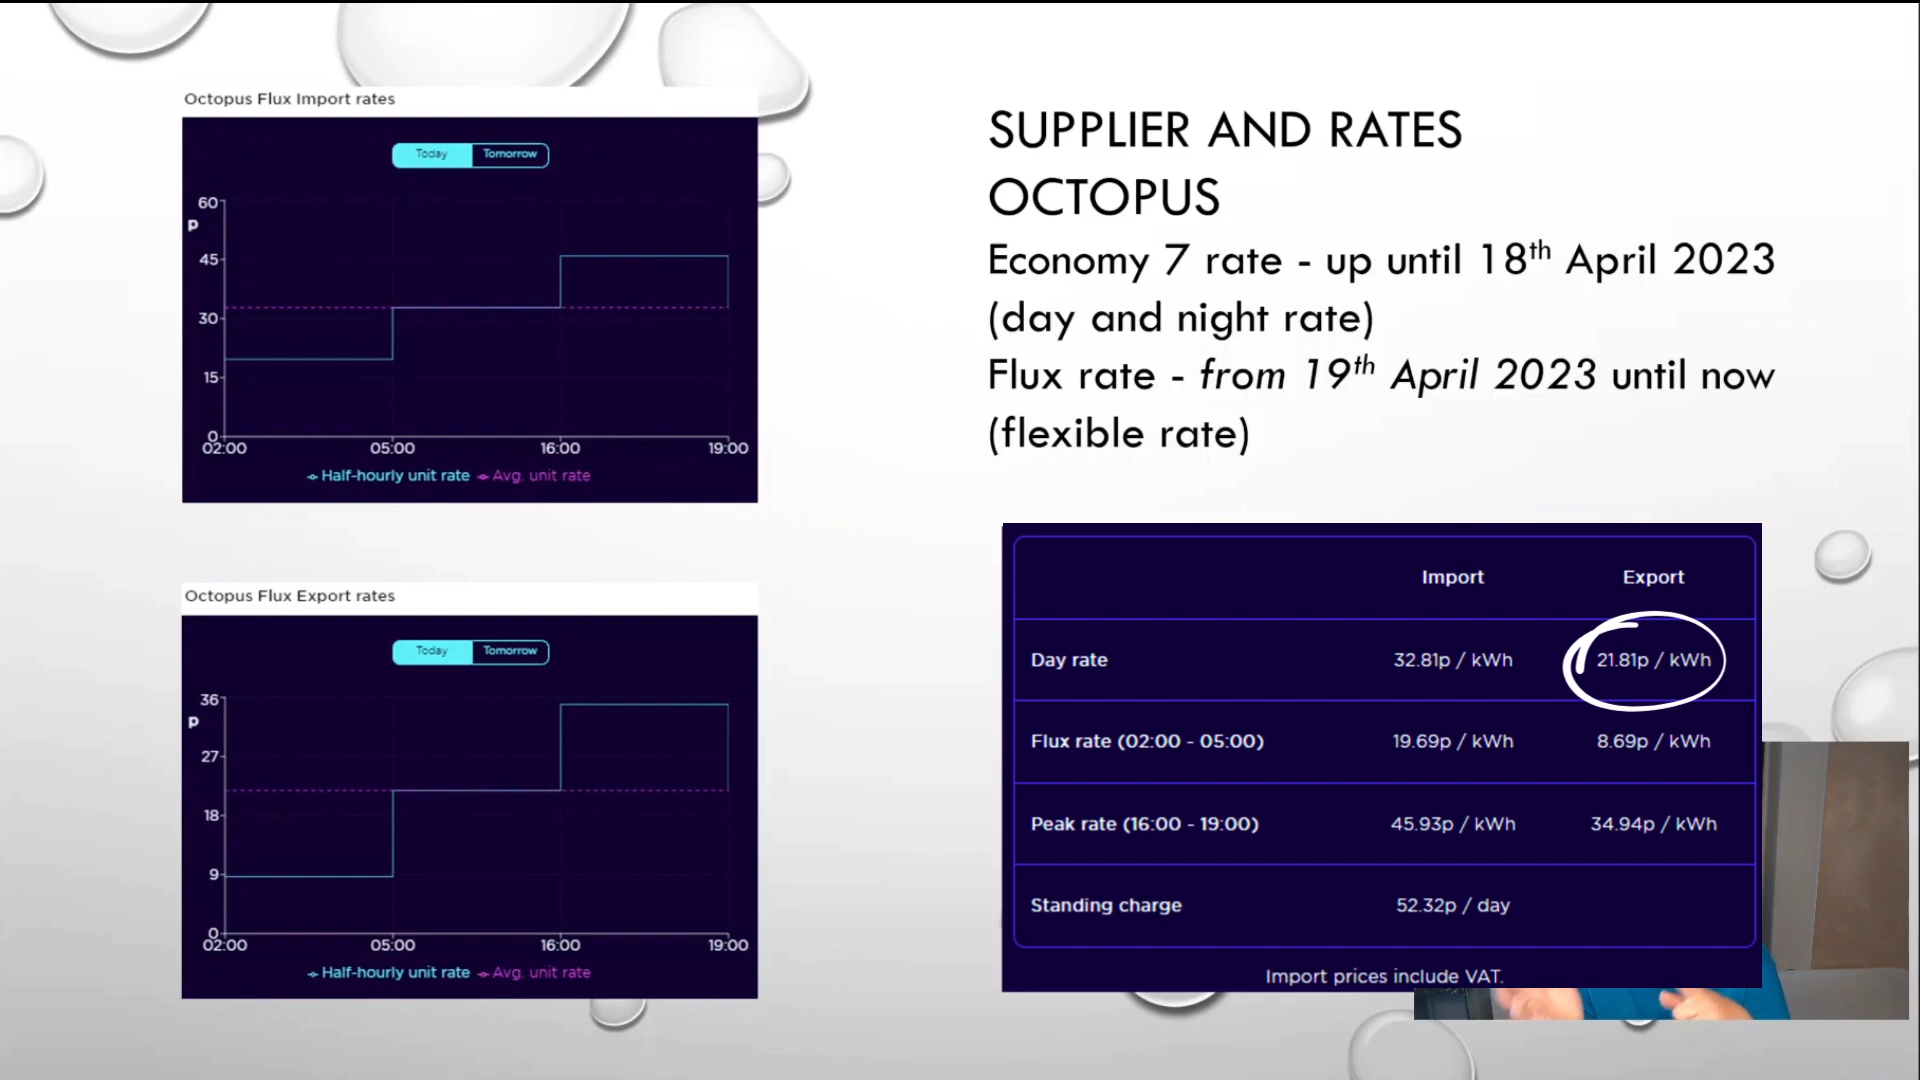 Octopus Flux Import rates
Today Tomorrow
60
p
45
30
15
0
02:00 05:00 16:00 19:00
Half-hourly unit rate Avg. unit rate
Octopus Flux Export rates
Today Tomorrow
36
p
27
18
9
0
02:00 05:00 16:00 19:00
Half-hourly unit rate Avg. unit rate
SUPPLIER AND RATES
OCTOPUS
Economy 7 rate - up until 18th April 2023
(day and night rate)
Flux rate - from 19th April 2023 until now
(flexible rate)
Import Export
Day rate 32.81p / kWh 21.81p / kWh
Flux rate (02:00 - 05:00) 19.69p / kWh 8.69p / kWh
Peak rate (16:00 - 19:00) 45.93p / kWh 34.94p / kWh
Standing charge 52.32p / day
Import prices include VAT.